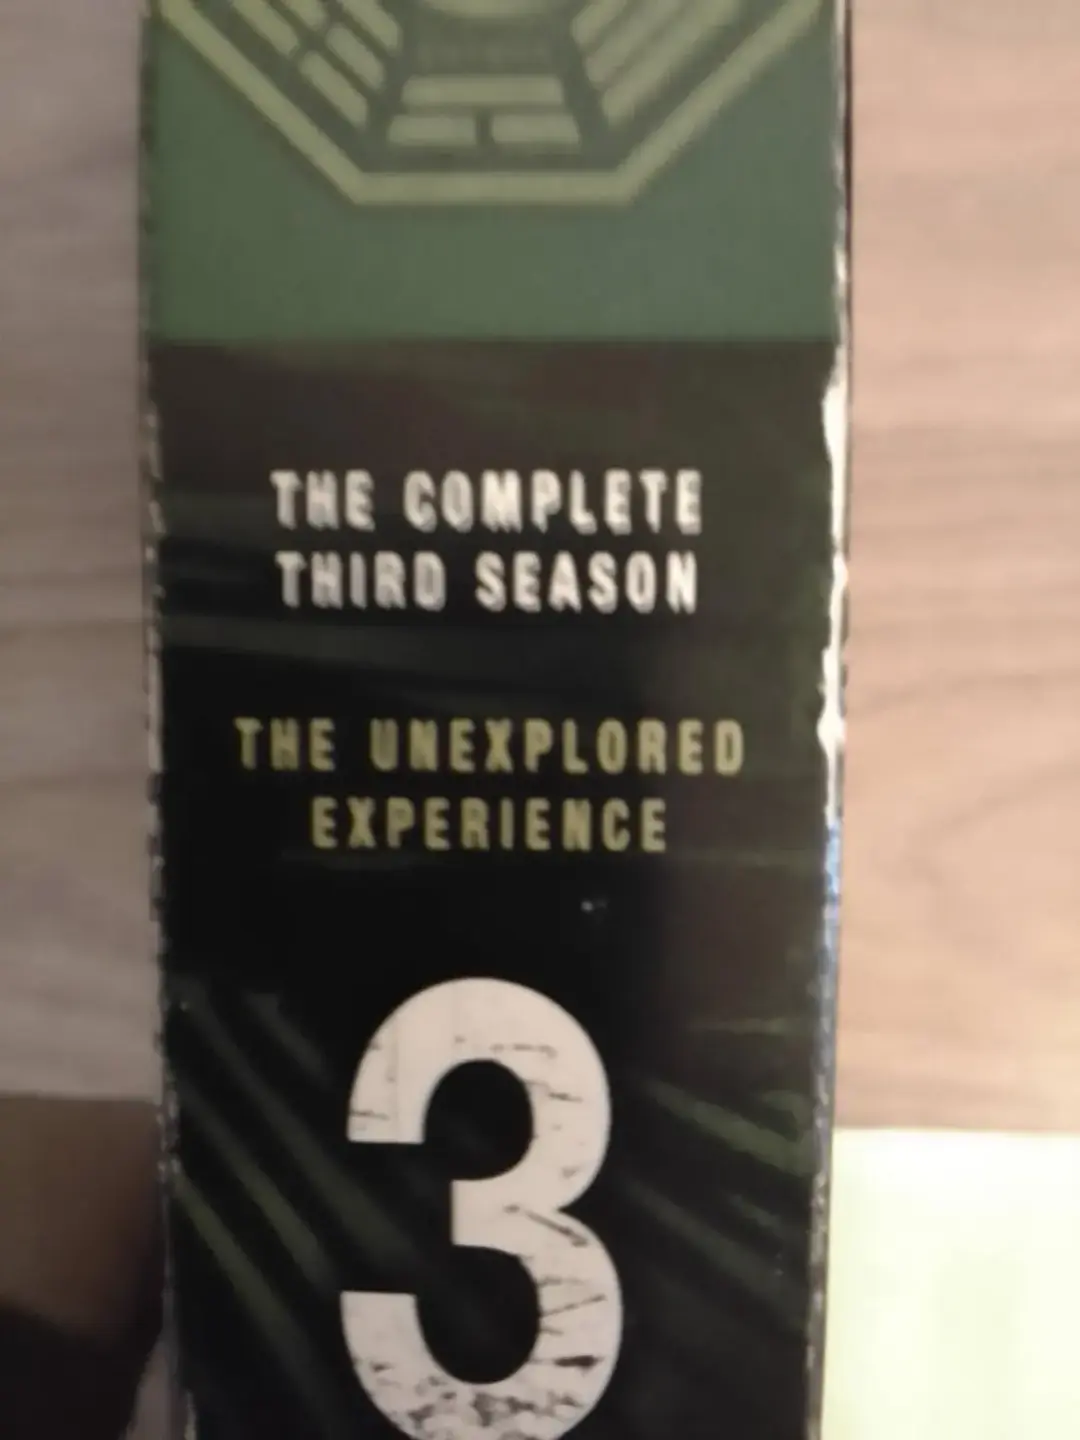 THE COMPLETE
THIRD SEASON
THE UNEXPLORED
EXPERIENCE
3